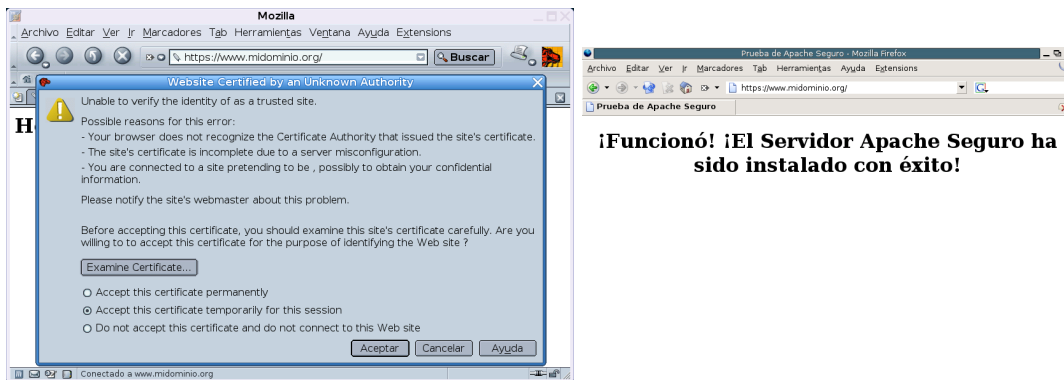 Mozilla
Archivo Editar Ver Ir Marcadores Tab Herramientas Ventana Ayuda Extensions
https://www.midominio.org/ Buscar
Website Certified by an Unknown Authority
Unable to verify the identity of as a trusted site.
Possible reasons for this error:
- Your browser does not recognize the Certificate Authority that issued the site's certificate.
- The site's certificate is incomplete due to a server misconfiguration.
- You are connected to a site pretending to be , possibly to obtain your confidential
information.
Please notify the site's webmaster about this problem.
Before accepting this certificate, you should examine this site's certificate carefully. Are you
willing to to accept this certificate for the purpose of identifying the Web site ?
Examine Certificate...
Accept this certificate permanently
Accept this certificate temporarily for this session
Do not accept this certificate and do not connect to this Web site
Aceptar Cancelar Ayuda
Conectado a www.midominio.org
Prueba de Apache Seguro - Mozilla Firefox
Archivo Editar Ver Ir Marcadores Tab Herramientas Ayuda Extensions
https://www.midominio.org/
Prueba de Apache Seguro
¡Funcionó! ¡El Servidor Apache Seguro ha
sido instalado con éxito!